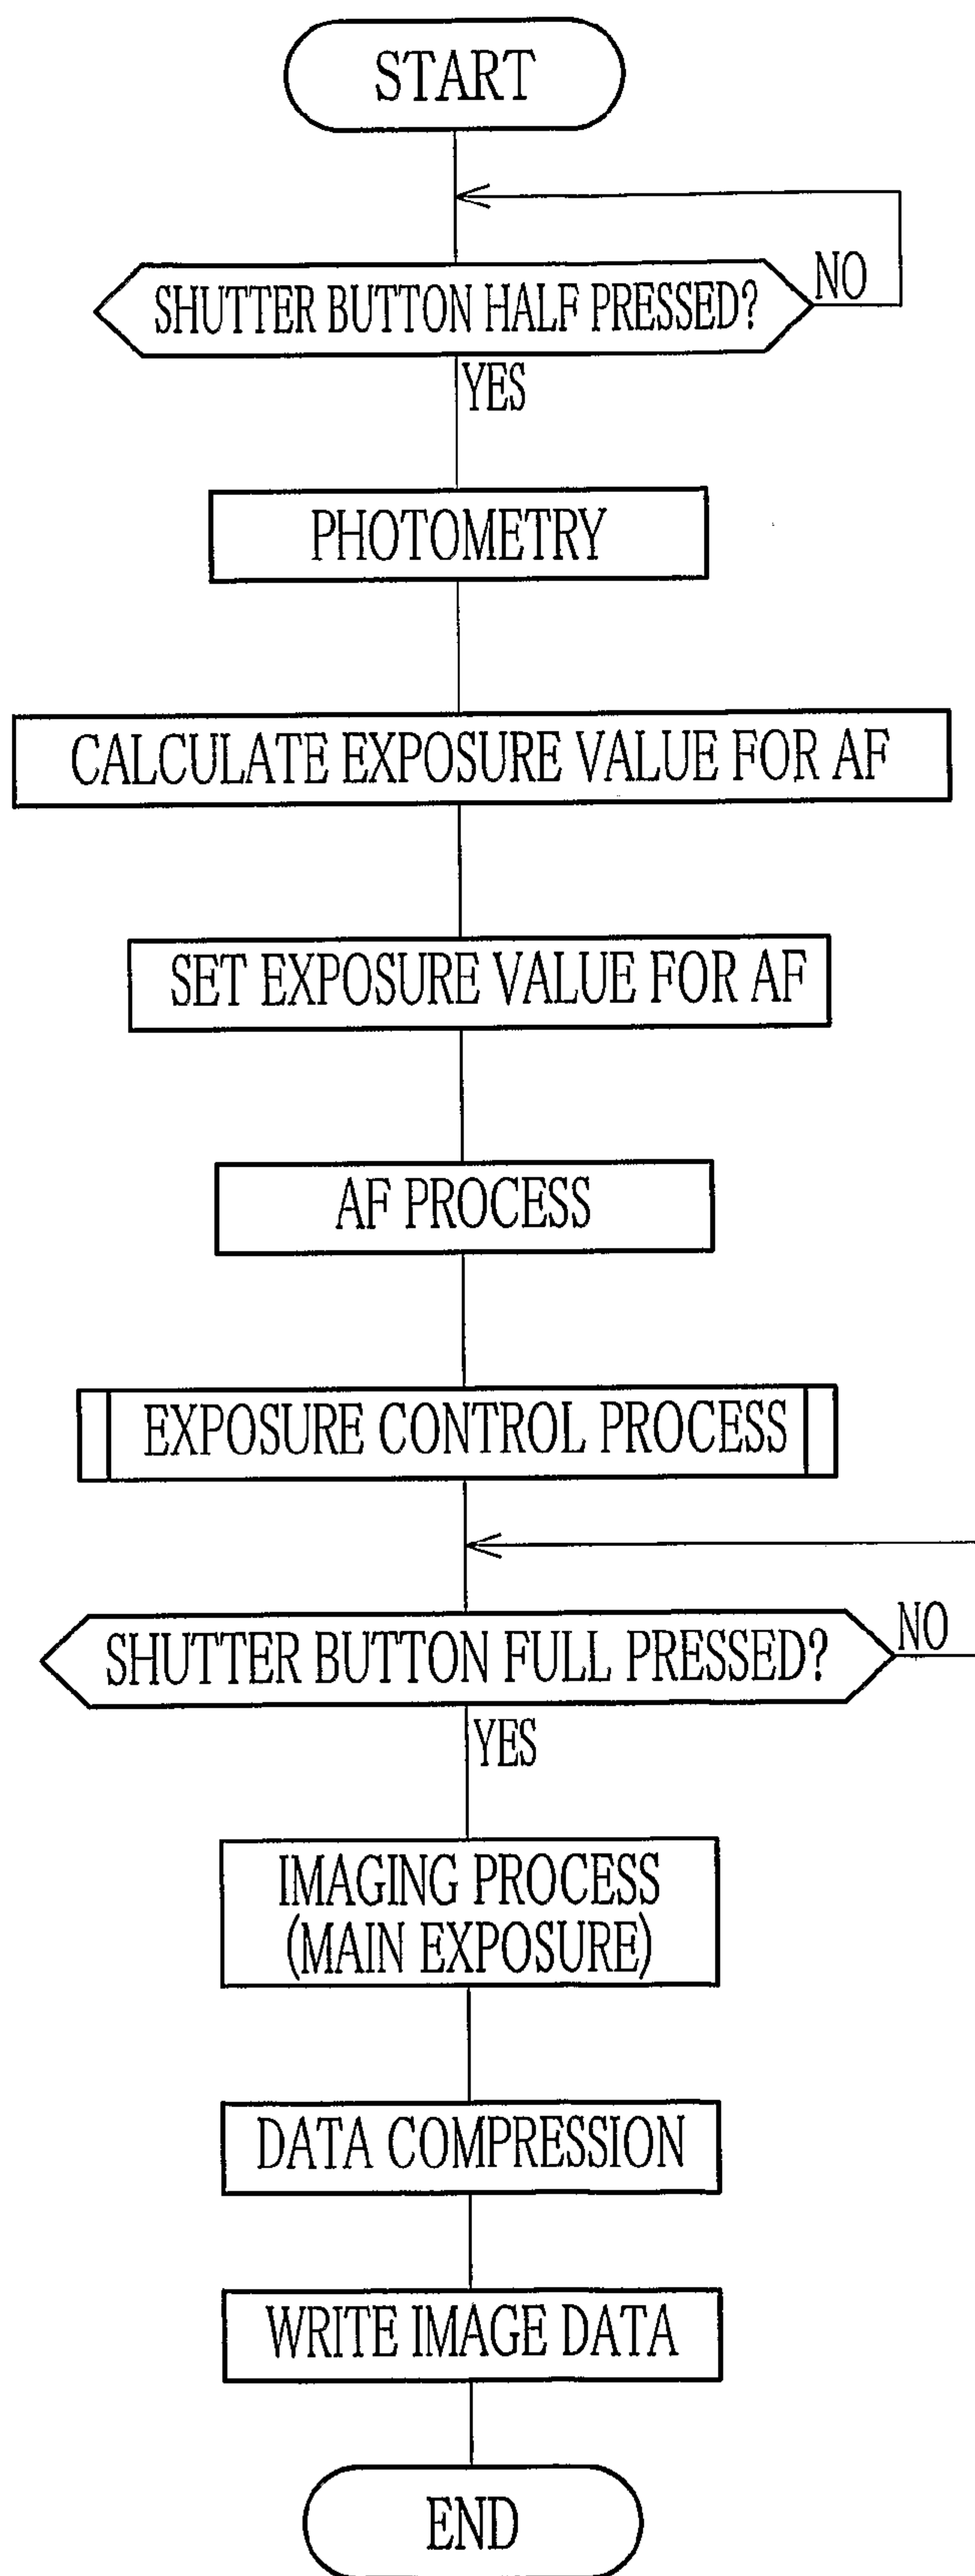 START
SHUTTER BUTTON HALF PRESSED?
NO
YES
PHOTOMETRY
CALCULATE EXPOSURE VALUE FOR AF
SET EXPOSURE VALUE FOR AF
AF PROCESS
EXPOSURE CONTROL PROCESS
SHUTTER BUTTON FULL PRESSED?
NO
YES
IMAGING PROCESS
(MAIN EXPOSURE)
DATA COMPRESSION
WRITE IMAGE DATA
END